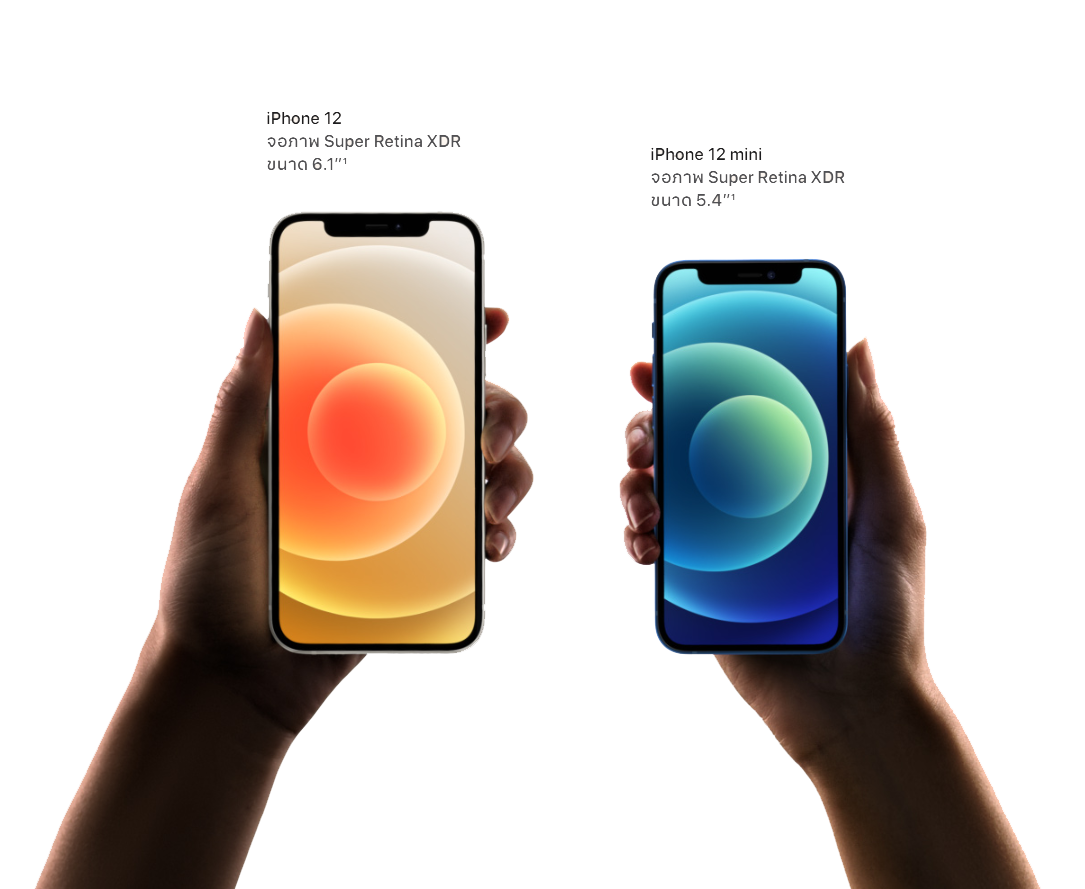 iPhone 12
จอภาพ Super Retina XDR
ขนาด 6.1″¹
iPhone 12 mini
จอภาพ Super Retina XDR
ขนาด 5.4″¹